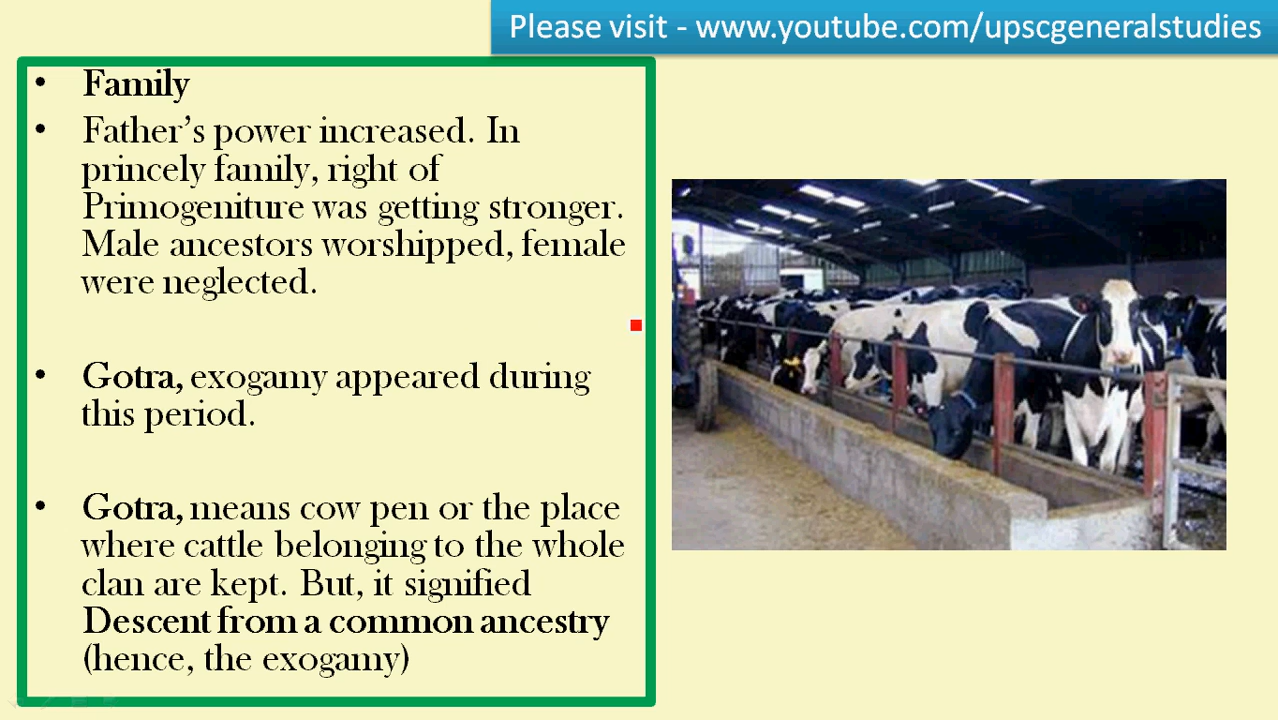 Please visit - www.youtube.com/upscgeneralstudies
• Family
• Father's power increased. In
princely family, right of
Primogeniture was getting stronger.
Male ancestors worshipped, female
were neglected.
• Gotra, exogamy appeared during
this period.
• Gotra, means cow pen or the place
where cattle belonging to the whole
clan are kept. But, it signified
Descent from a common ancestry
(hence, the exogamy)